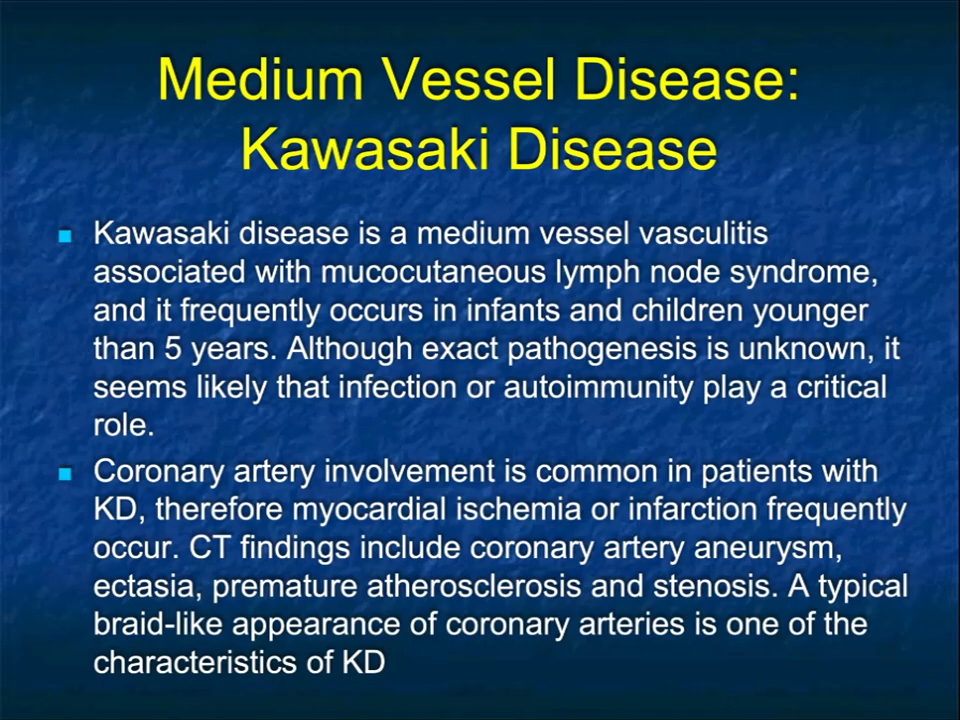 Medium Vessel Disease:
Kawasaki Disease
Kawasaki disease is a medium vessel vasculitis
associated with mucocutaneous lymph node syndrome,
and it frequently occurs in infants and children younger
than 5 years. Although exact pathogenesis is unknown, it
seems likely that infection or autoimmunity play a critical
role.
Coronary artery involvement is common in patients with
KD, therefore myocardial ischemia or infarction frequently
occur. CT findings include coronary artery aneurysm,
ectasia, premature atherosclerosis and stenosis. A typical
braid-like appearance of coronary arteries is one of the
characteristics of KD